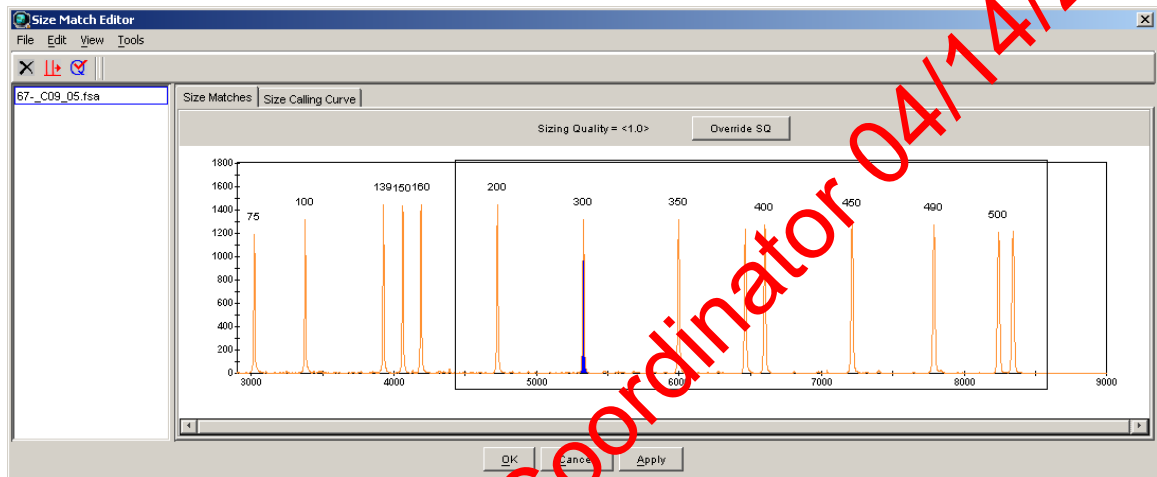 Size Match Editor
File Edit View Tools
67-_C09_05.fsa
Size Matches Size Calling Curve
Sizing Quality = <1.0> Override SQ
1800
1600
1400
1200
1000
800
600
400
200
0
75 100 139 150 160 200 300 350 400 450 490 500
3000 4000 5000 6000 7000 8000 9000
OK Cancel Apply
Coordinator 04/14/